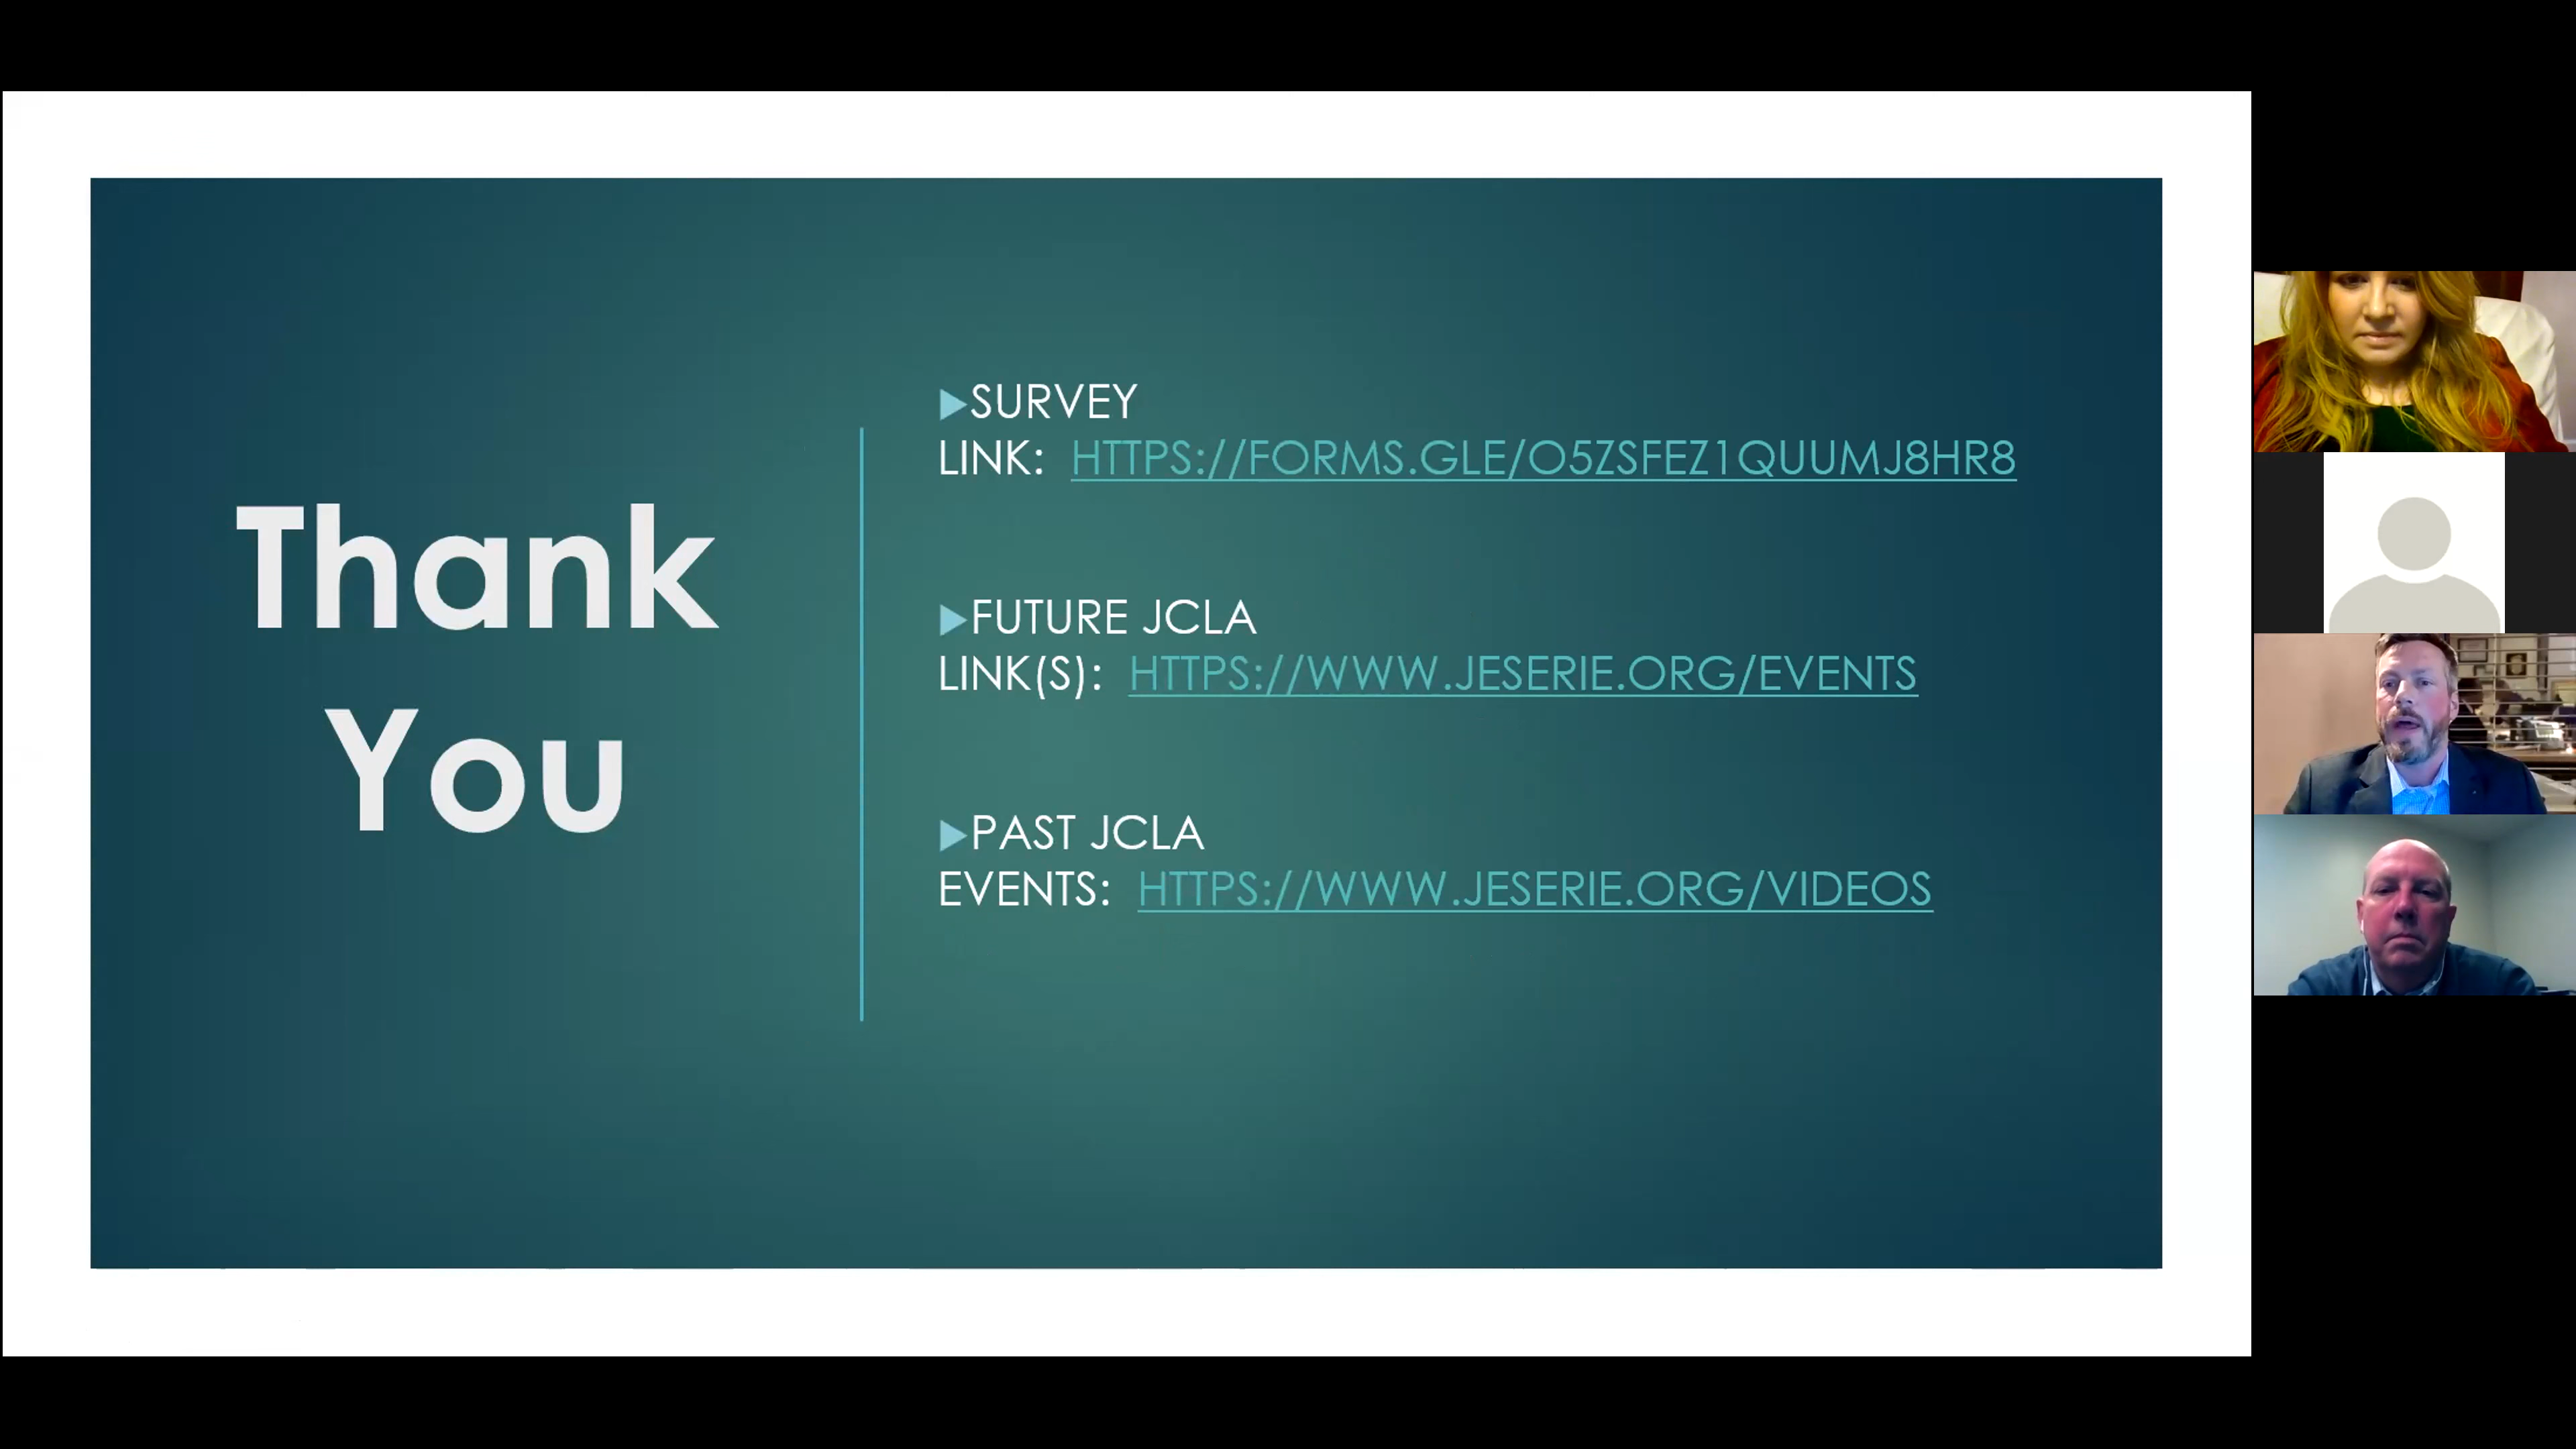 Thank
You
▶SURVEY
LINK: HTTPS://FORMS.GLE/O5ZSFEZ1QUUMJ8HR8
▶FUTURE JCLA
LINK(S): HTTPS://WWW.JESERIE.ORG/EVENTS
▶PAST JCLA
EVENTS: HTTPS://WWW.JESERIE.ORG/VIDEOS